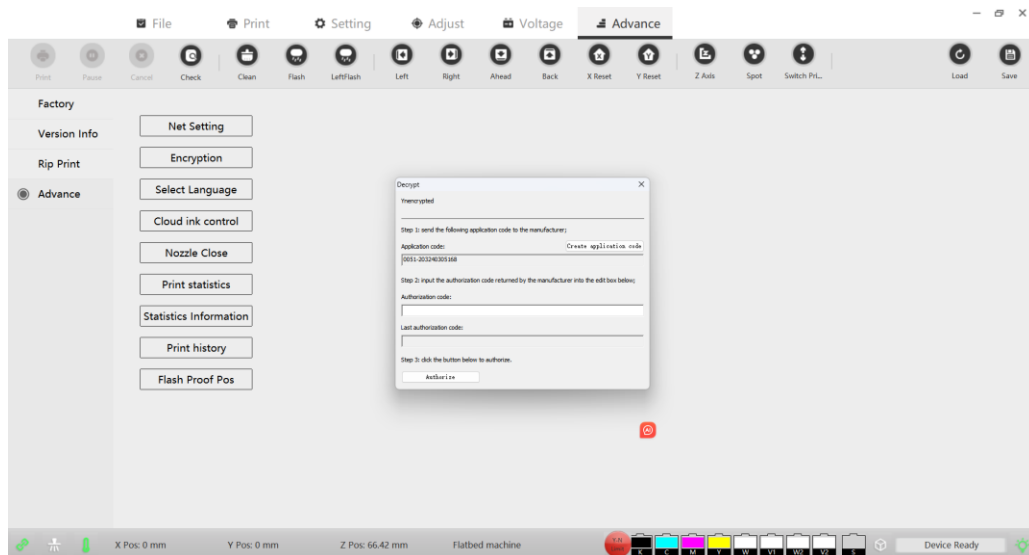 File Print Setting Adjust Voltage Advance
Print Pause Cancel Check Clean Flash LeftFlash Left Right Ahead Back X Reset Y Reset Z Axis Spot Switch Pri... Load Save
Factory
Version Info
Rip Print
Advance
Net Setting
Encryption
Select Language
Cloud ink control
Nozzle Close
Print statistics
Statistics Information
Print history
Flash Proof Pos
Decrypt
Ynencrypted
Step 1: send the following application code to the manufacturer;
Application code: Create application code
0051-203240305168
Step 2: input the authorization code returned by the manufacturer into the edit box below;
Authorization code:
Last authorization code:
Step 3: click the button below to authorize.
Authorize
X Pos: 0 mm Y Pos: 0 mm Z Pos: 66.42 mm Flatbed machine K C M Y W V1 W2 V2 S Device Ready